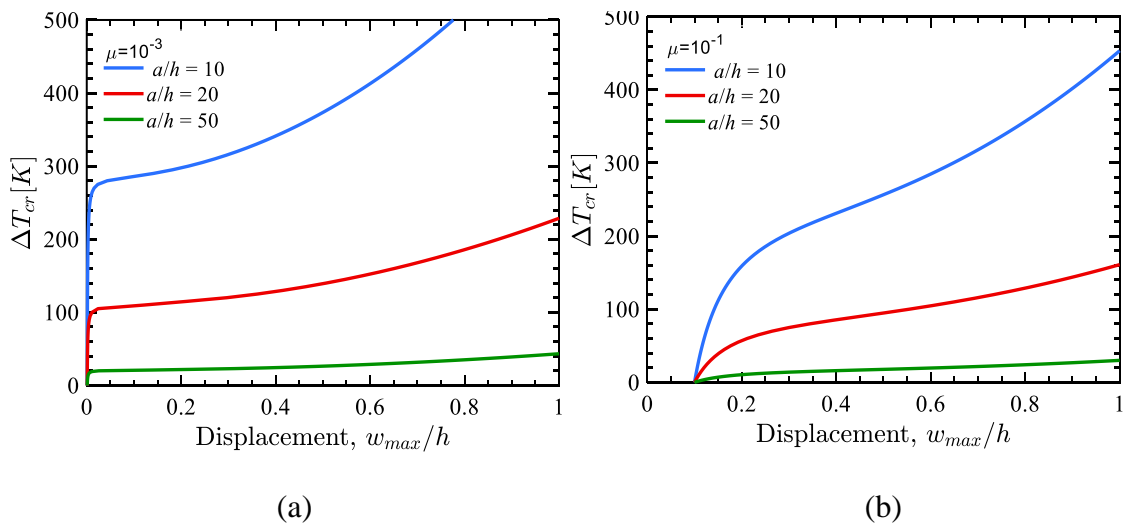 500
400
300
200
100
0
ΔT_cr [K]
μ=10^-3
a/h = 10
a/h = 20
a/h = 50
0 0.2 0.4 0.6 0.8 1
Displacement, w_max/h
(a)
500
400
300
200
100
0
ΔT_cr [K]
μ=10^-1
a/h = 10
a/h = 20
a/h = 50
0 0.2 0.4 0.6 0.8 1
Displacement, w_max/h
(b)